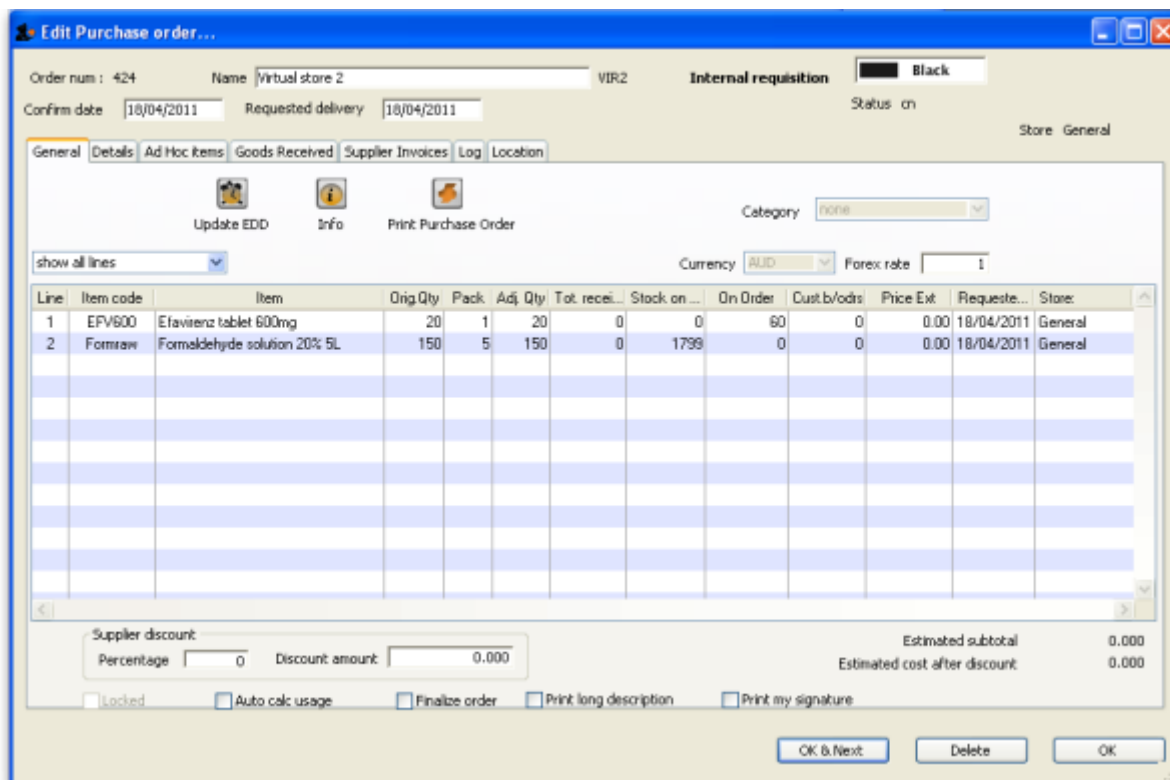 Edit Purchase order...
Order num : 424 Name Virtual store 2 VIR2 Internal requisition Black
Confirm date 18/04/2011 Requested delivery 18/04/2011 Status cn
Store General
General Details Ad Hoc items Goods Received Supplier Invoices Log Location
Update EDD Info Print Purchase Order Category none
show all lines Currency AUD Forex rate 1
Line Item code Item Orig.Qty Pack Adj. Qty Tot. recei... Stock on ... On Order Cust.b/odrs Price Ext Requeste... Store:
1 EFV600 Efavirenz tablet 600mg 20 1 20 0 0 60 0 0.00 18/04/2011 General
2 Formraw Formaldehyde solution 20% 5L 150 5 150 0 1799 0 0 0.00 18/04/2011 General
Supplier discount Estimated subtotal 0.000
Percentage 0 Discount amount 0.000 Estimated cost after discount 0.000
Locked Auto calc usage Finalize order Print long description Print my signature
OK & Next Delete OK